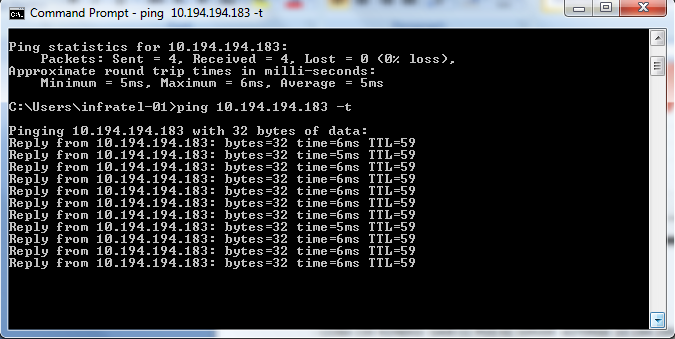 Command Prompt - ping  10.194.194.183 -t
Ping statistics for 10.194.194.183:
    Packets: Sent = 4, Received = 4, Lost = 0 (0% loss),
Approximate round trip times in milli-seconds:
    Minimum = 5ms, Maximum = 6ms, Average = 5ms
C:\Users\infratel-01>ping 10.194.194.183 -t
Pinging 10.194.194.183 with 32 bytes of data:
Reply from 10.194.194.183: bytes=32 time=6ms TTL=59
Reply from 10.194.194.183: bytes=32 time=5ms TTL=59
Reply from 10.194.194.183: bytes=32 time=6ms TTL=59
Reply from 10.194.194.183: bytes=32 time=6ms TTL=59
Reply from 10.194.194.183: bytes=32 time=6ms TTL=59
Reply from 10.194.194.183: bytes=32 time=6ms TTL=59
Reply from 10.194.194.183: bytes=32 time=6ms TTL=59
Reply from 10.194.194.183: bytes=32 time=5ms TTL=59
Reply from 10.194.194.183: bytes=32 time=6ms TTL=59
Reply from 10.194.194.183: bytes=32 time=6ms TTL=59
Reply from 10.194.194.183: bytes=32 time=6ms TTL=59